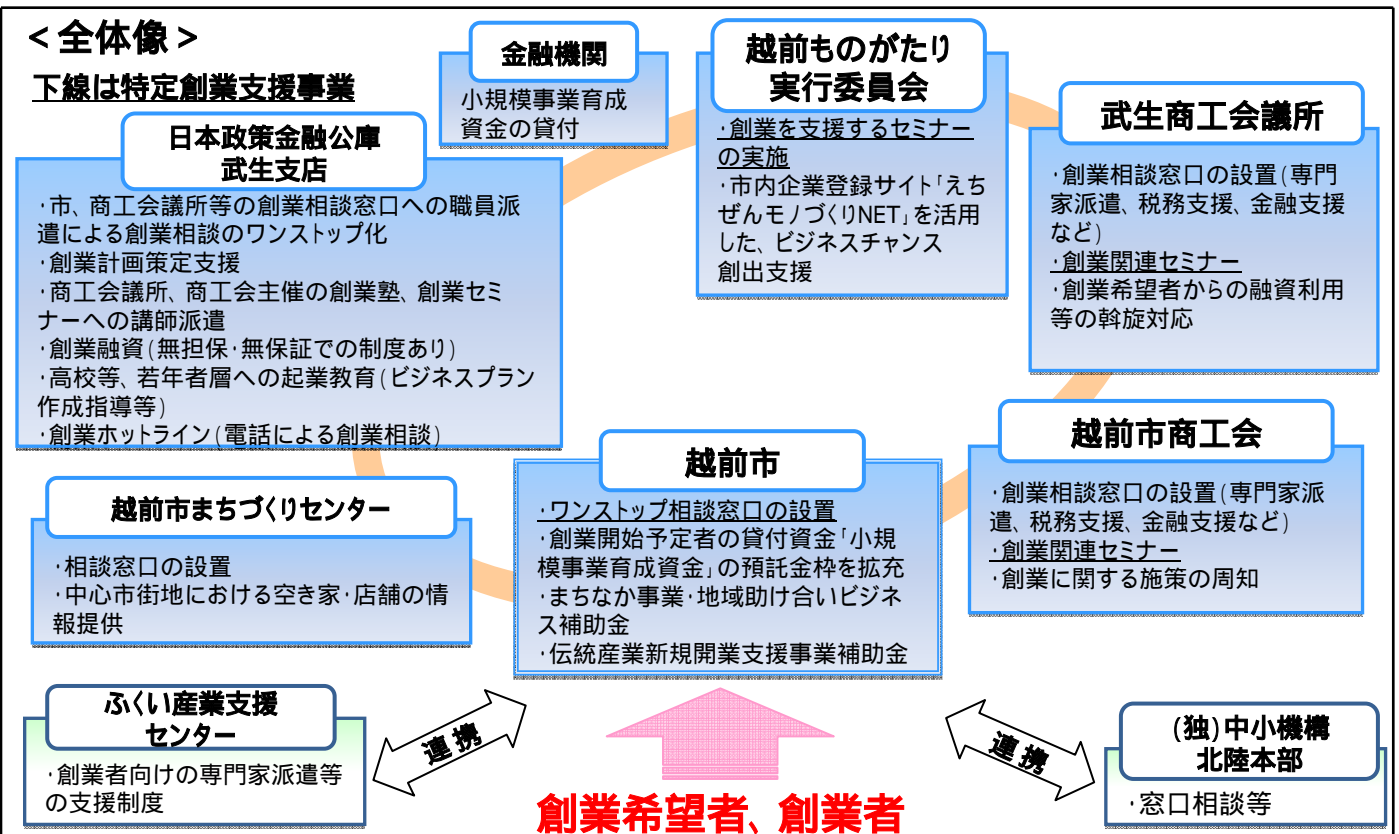 ＜全体像＞
下線は特定創業支援事業
金融機関
小規模事業育成
資金の貸付
越前ものがたり
実行委員会
･創業を支援するセミナー
の実施
･市内企業登録サイト｢えち
ぜんモノづくりNET｣を活用
した、ビジネスチャンス
創出支援
武生商工会議所
･創業相談窓口の設置(専門
家派遣、税務支援、金融支援
など)
･創業関連セミナー
･創業希望者からの融資利用
等の斡旋対応
日本政策金融公庫
武生支店
･市、商工会議所等の創業相談窓口への職員派
遣による創業相談のワンストップ化
･創業計画策定支援
･商工会議所、商工会主催の創業塾、創業セミ
ナーへの講師派遣
･創業融資(無担保･無保証での制度あり)
･高校等、若年者層への起業教育(ビジネスプラン
作成指導等)
･創業ホットライン(電話による創業相談)
越前市商工会
･創業相談窓口の設置(専門家派
遣、税務支援、金融支援など)
･創業関連セミナー
･創業に関する施策の周知
越前市
･ワンストップ相談窓口の設置
･創業開始予定者の貸付資金｢小規
模事業育成資金｣の預託金枠を拡充
･まちなか事業･地域助け合いビジネ
ス補助金
･伝統産業新規開業支援事業補助金
越前市まちづくりセンター
･相談窓口の設置
･中心市街地における空き家･店舗の情
報提供
ふくい産業支援
センター
･創業者向けの専門家派遣等
の支援制度
連携
連携
(独)中小機構
北陸本部
･窓口相談等
創業希望者、創業者